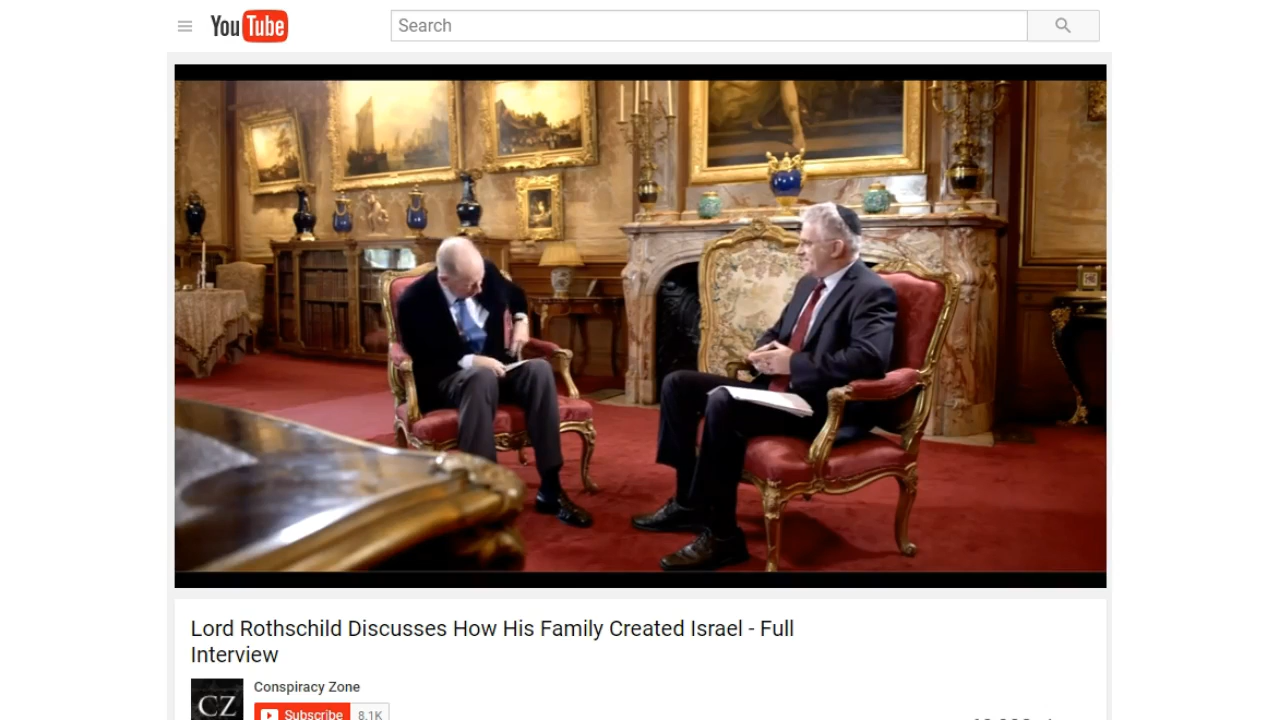 YouTube
Search
Lord Rothschild Discusses How His Family Created Israel - Full
Interview
CZ
Conspiracy Zone
Subscribe 8.1K